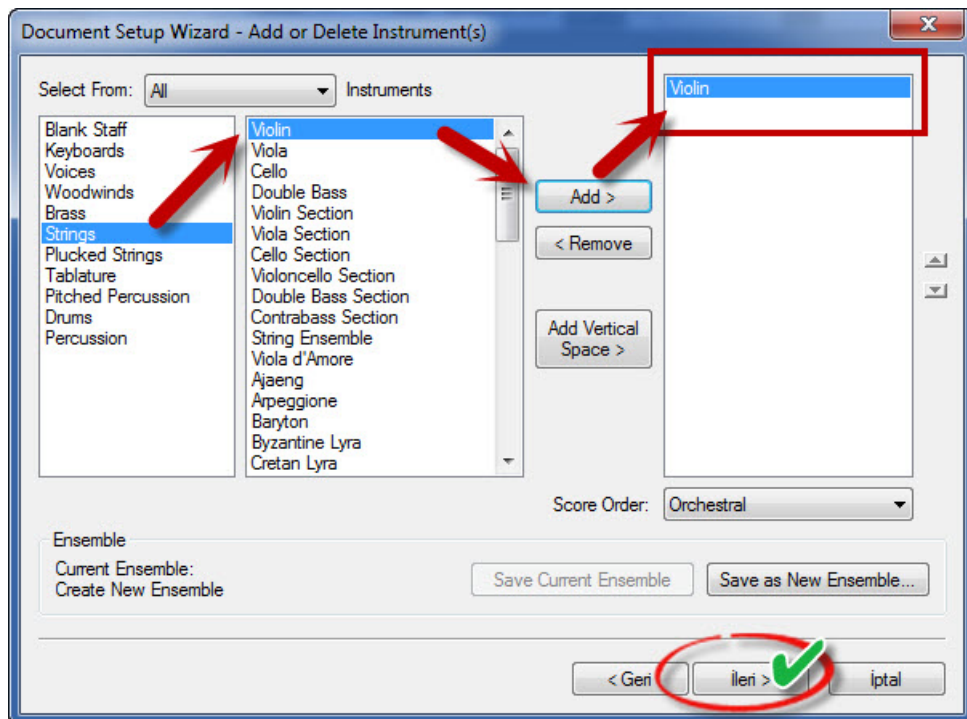 Document Setup Wizard - Add or Delete Instrument(s)
Select From: All Instruments
Blank Staff
Keyboards
Voices
Woodwinds
Brass
Strings
Plucked Strings
Tablature
Pitched Percussion
Drums
Percussion
Violin
Viola
Cello
Double Bass
Violin Section
Viola Section
Cello Section
Violoncello Section
Double Bass Section
Contrabass Section
String Ensemble
Viola d'Amore
Ajaeng
Arpeggione
Baryton
Byzantine Lyra
Cretan Lyra
Add >
< Remove
Add Vertical
Space >
Violin
Score Order: Orchestral
Ensemble
Current Ensemble:
Create New Ensemble
Save Current Ensemble
Save as New Ensemble...
< Geri
İleri >
İptal